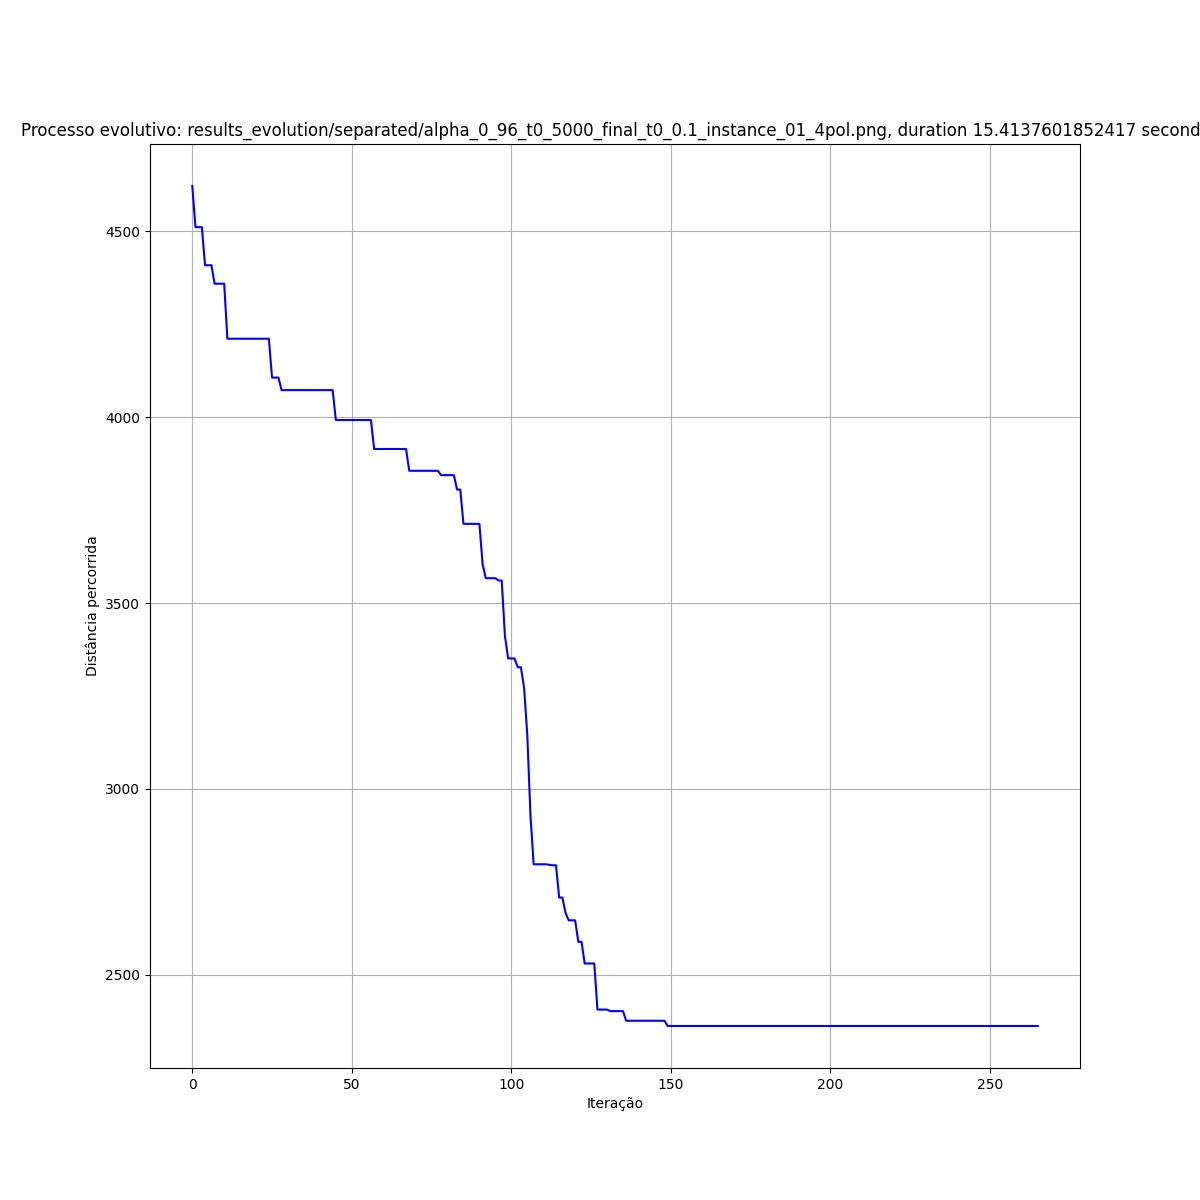 Processo evolutivo: results_evolution/separated/alpha_0_96_t0_5000_final_t0_0.1_instance_01_4pol.png, duration 15.4137601852417 second
4500
4000
3500
3000
2500
Distância percorrida
0 50 100 150 200 250
Iteração